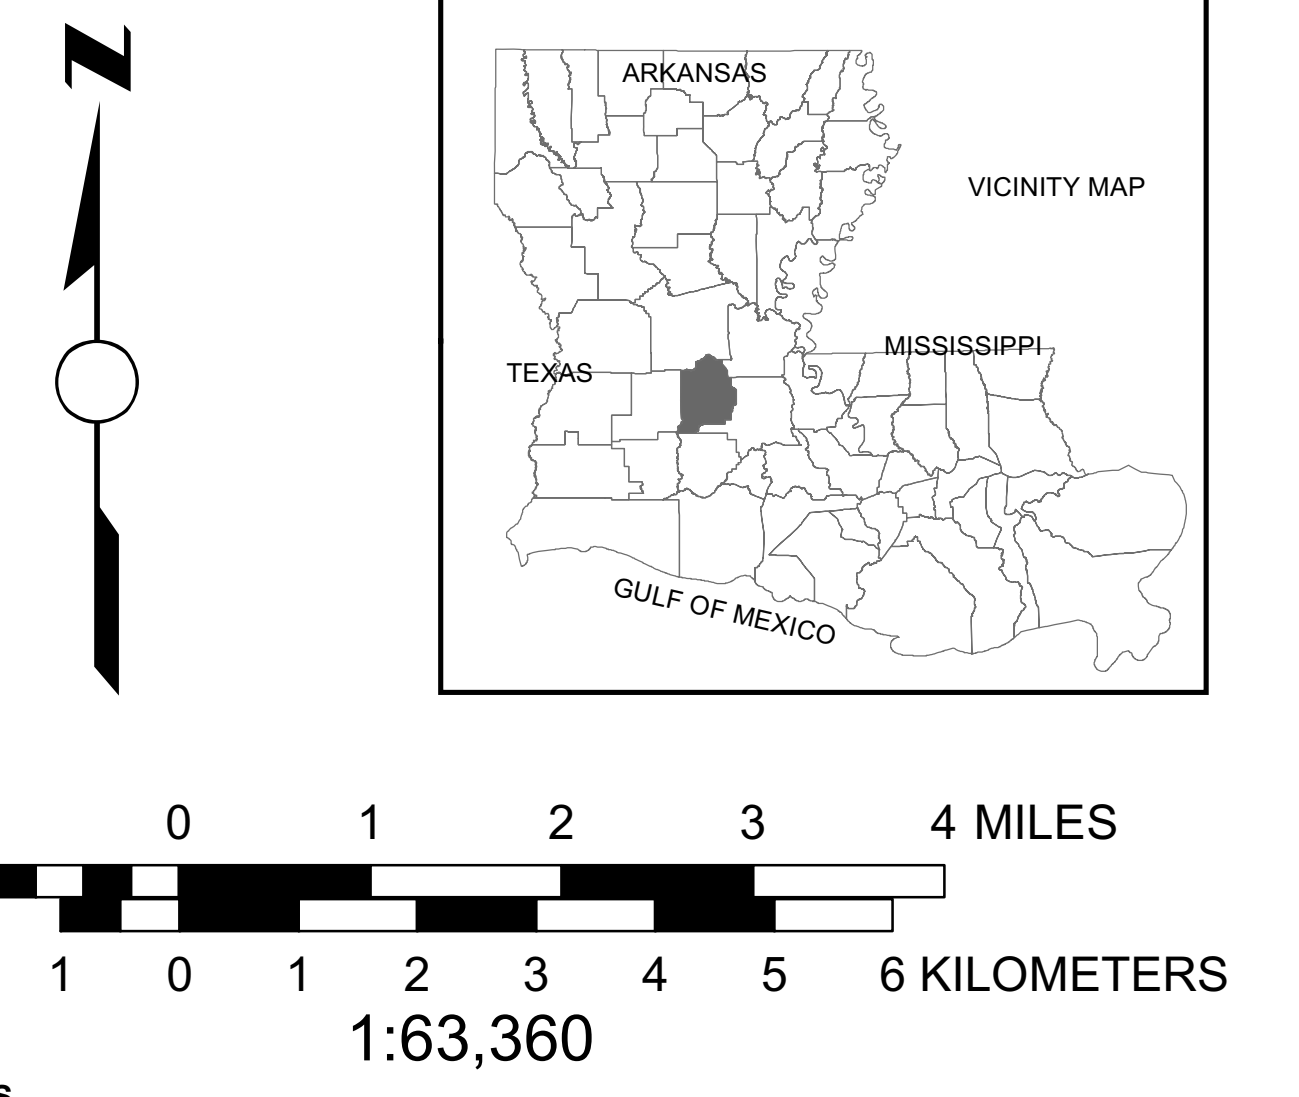 N
ARKANSAS
VICINITY MAP
MISSISSIPPI
TEXAS
GULF OF MEXICO
0 1 2 3 4 MILES
1 0 1 2 3 4 5 6 KILOMETERS
1:63,360